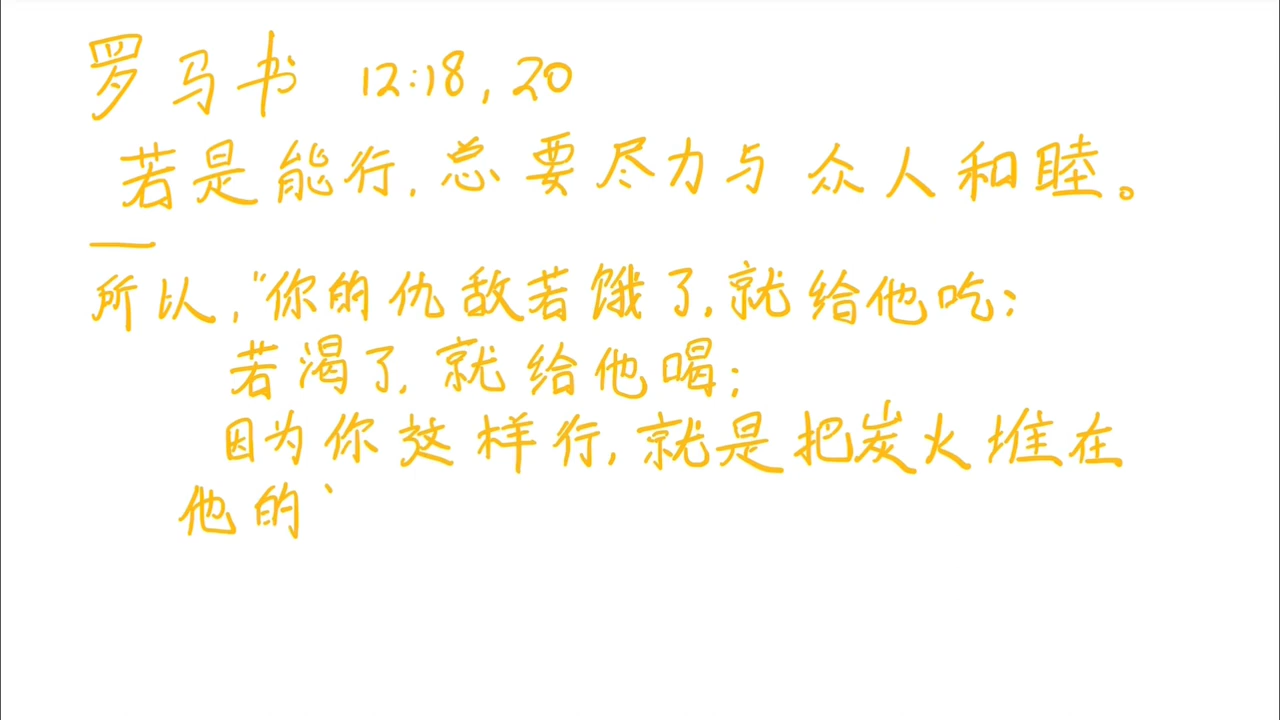 罗马书 12:18, 20
若是能行,总要尽力与众人和睦。
所以,“你的仇敌若饿了,就给他吃;
若渴了,就给他喝;
因为你这样行,就是把炭火堆在
他的